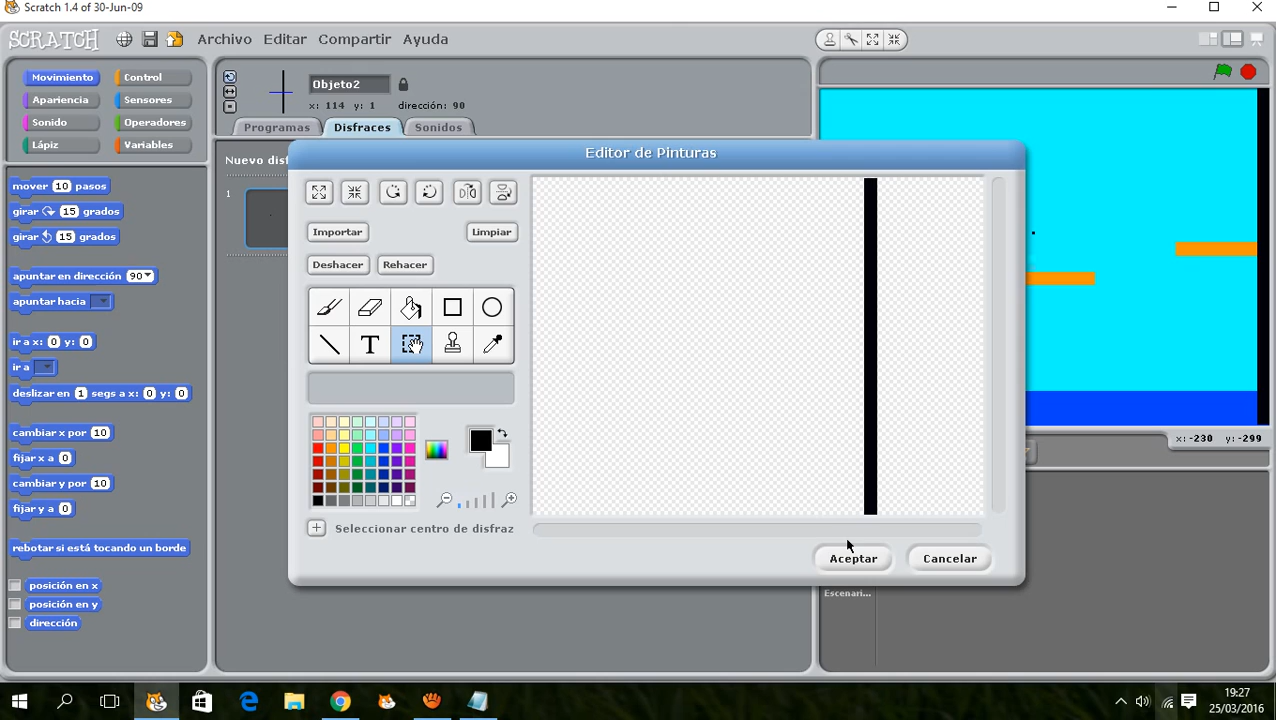 Scratch 1.4 of 30-Jun-09
SCRATCH Archivo Editar Compartir Ayuda
Movimiento Control
Apariencia Sensores
Sonido Operadores
Lápiz Variables
Objeto2
x: 114 y: 1 dirección: 90
Programas Disfraces Sonidos
Nuevo disf
1
mover 10 pasos
girar 15 grados
girar 15 grados
apuntar en dirección 90
apuntar hacia
ir a x: 0 y: 0
ir a
deslizar en 1 segs a x: 0 y: 0
cambiar x por 10
fijar x a 0
cambiar y por 10
fijar y a 0
rebotar si está tocando un borde
posición en x
posición en y
dirección
Editor de Pinturas
Importar Limpiar
Deshacer Rehacer
T
Seleccionar centro de disfraz
Aceptar Cancelar
x: -230 y: -299
Escenari...
19:27
25/03/2016